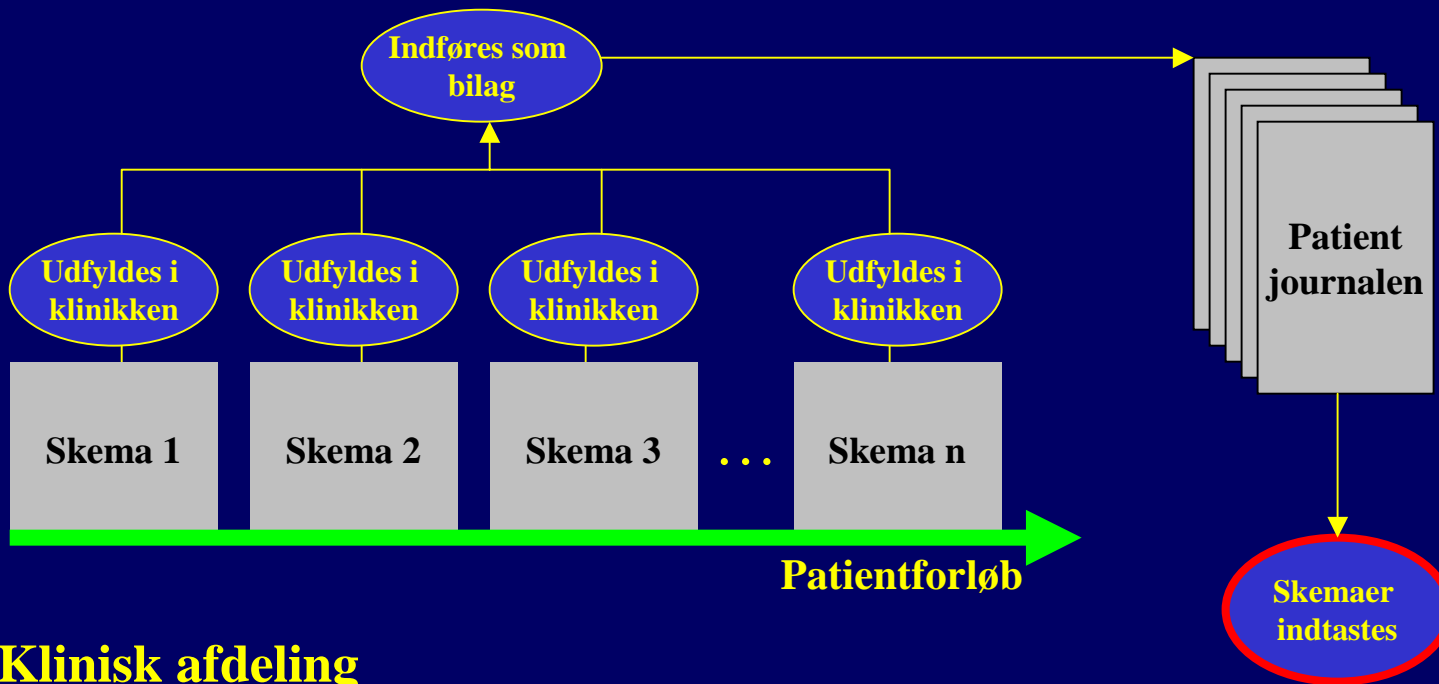 Indføres som
bilag
Udfyldes i
klinikken
Udfyldes i
klinikken
Udfyldes i
klinikken
Udfyldes i
klinikken
Patient
journalen
Skema 1
Skema 2
Skema 3
. . .
Skema n
Patientforløb
Skemaer
indtastes
Klinisk afdeling